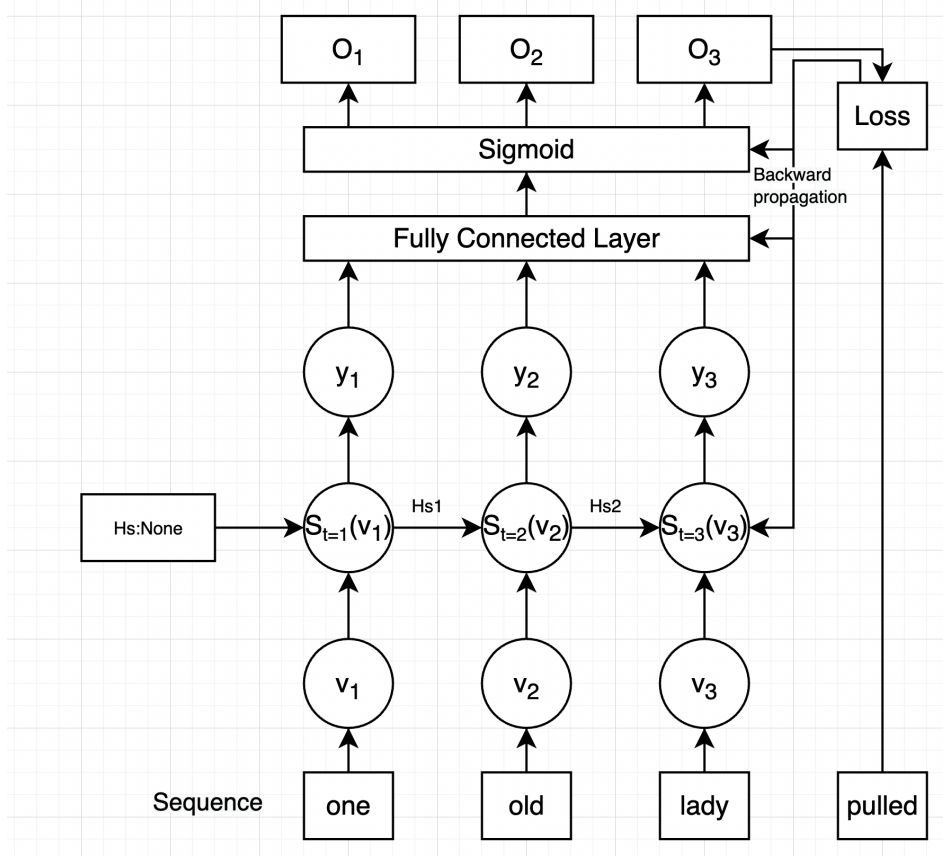 O₁
O₂
O₃
Loss
Sigmoid
Backward
propagation
Fully Connected Layer
y₁
y₂
y₃
Hs:None
Sₜ₌₁(v₁)
Hs1
Sₜ₌₂(v₂)
Hs2
Sₜ₌₃(v₃)
v₁
v₂
v₃
Sequence
one
old
lady
pulled